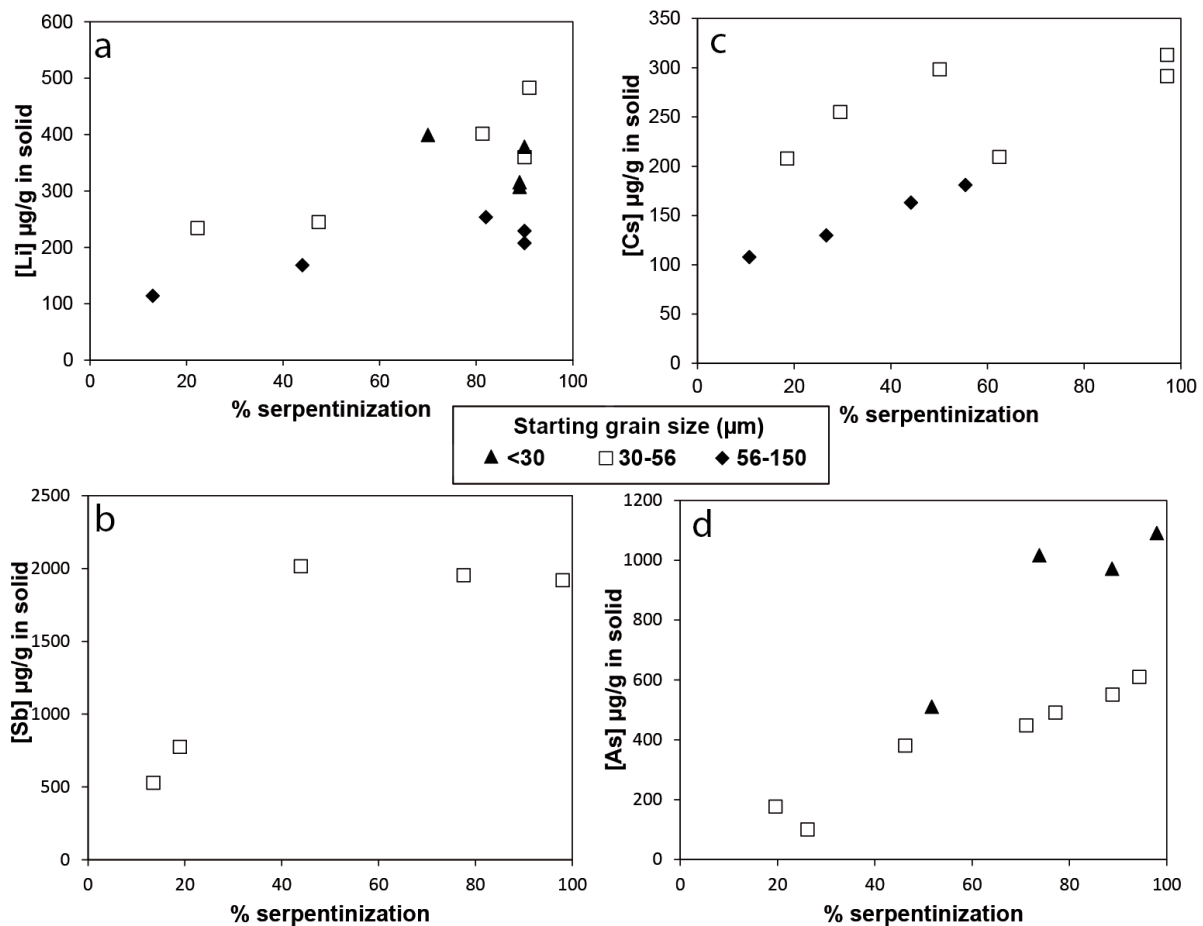 a
[Li] µg/g in solid
600
500
400
300
200
100
0
0 20 40 60 80 100
% serpentinization
c
[Cs] µg/g in solid
350
300
250
200
150
100
50
0
0 20 40 60 80 100
% serpentinization
Starting grain size (µm)
<30 30-56 56-150
b
[Sb] µg/g in solid
2500
2000
1500
1000
500
0
0 20 40 60 80 100
% serpentinization
d
[As] µg/g in solid
1200
1000
800
600
400
200
0
0 20 40 60 80 100
% serpentinization